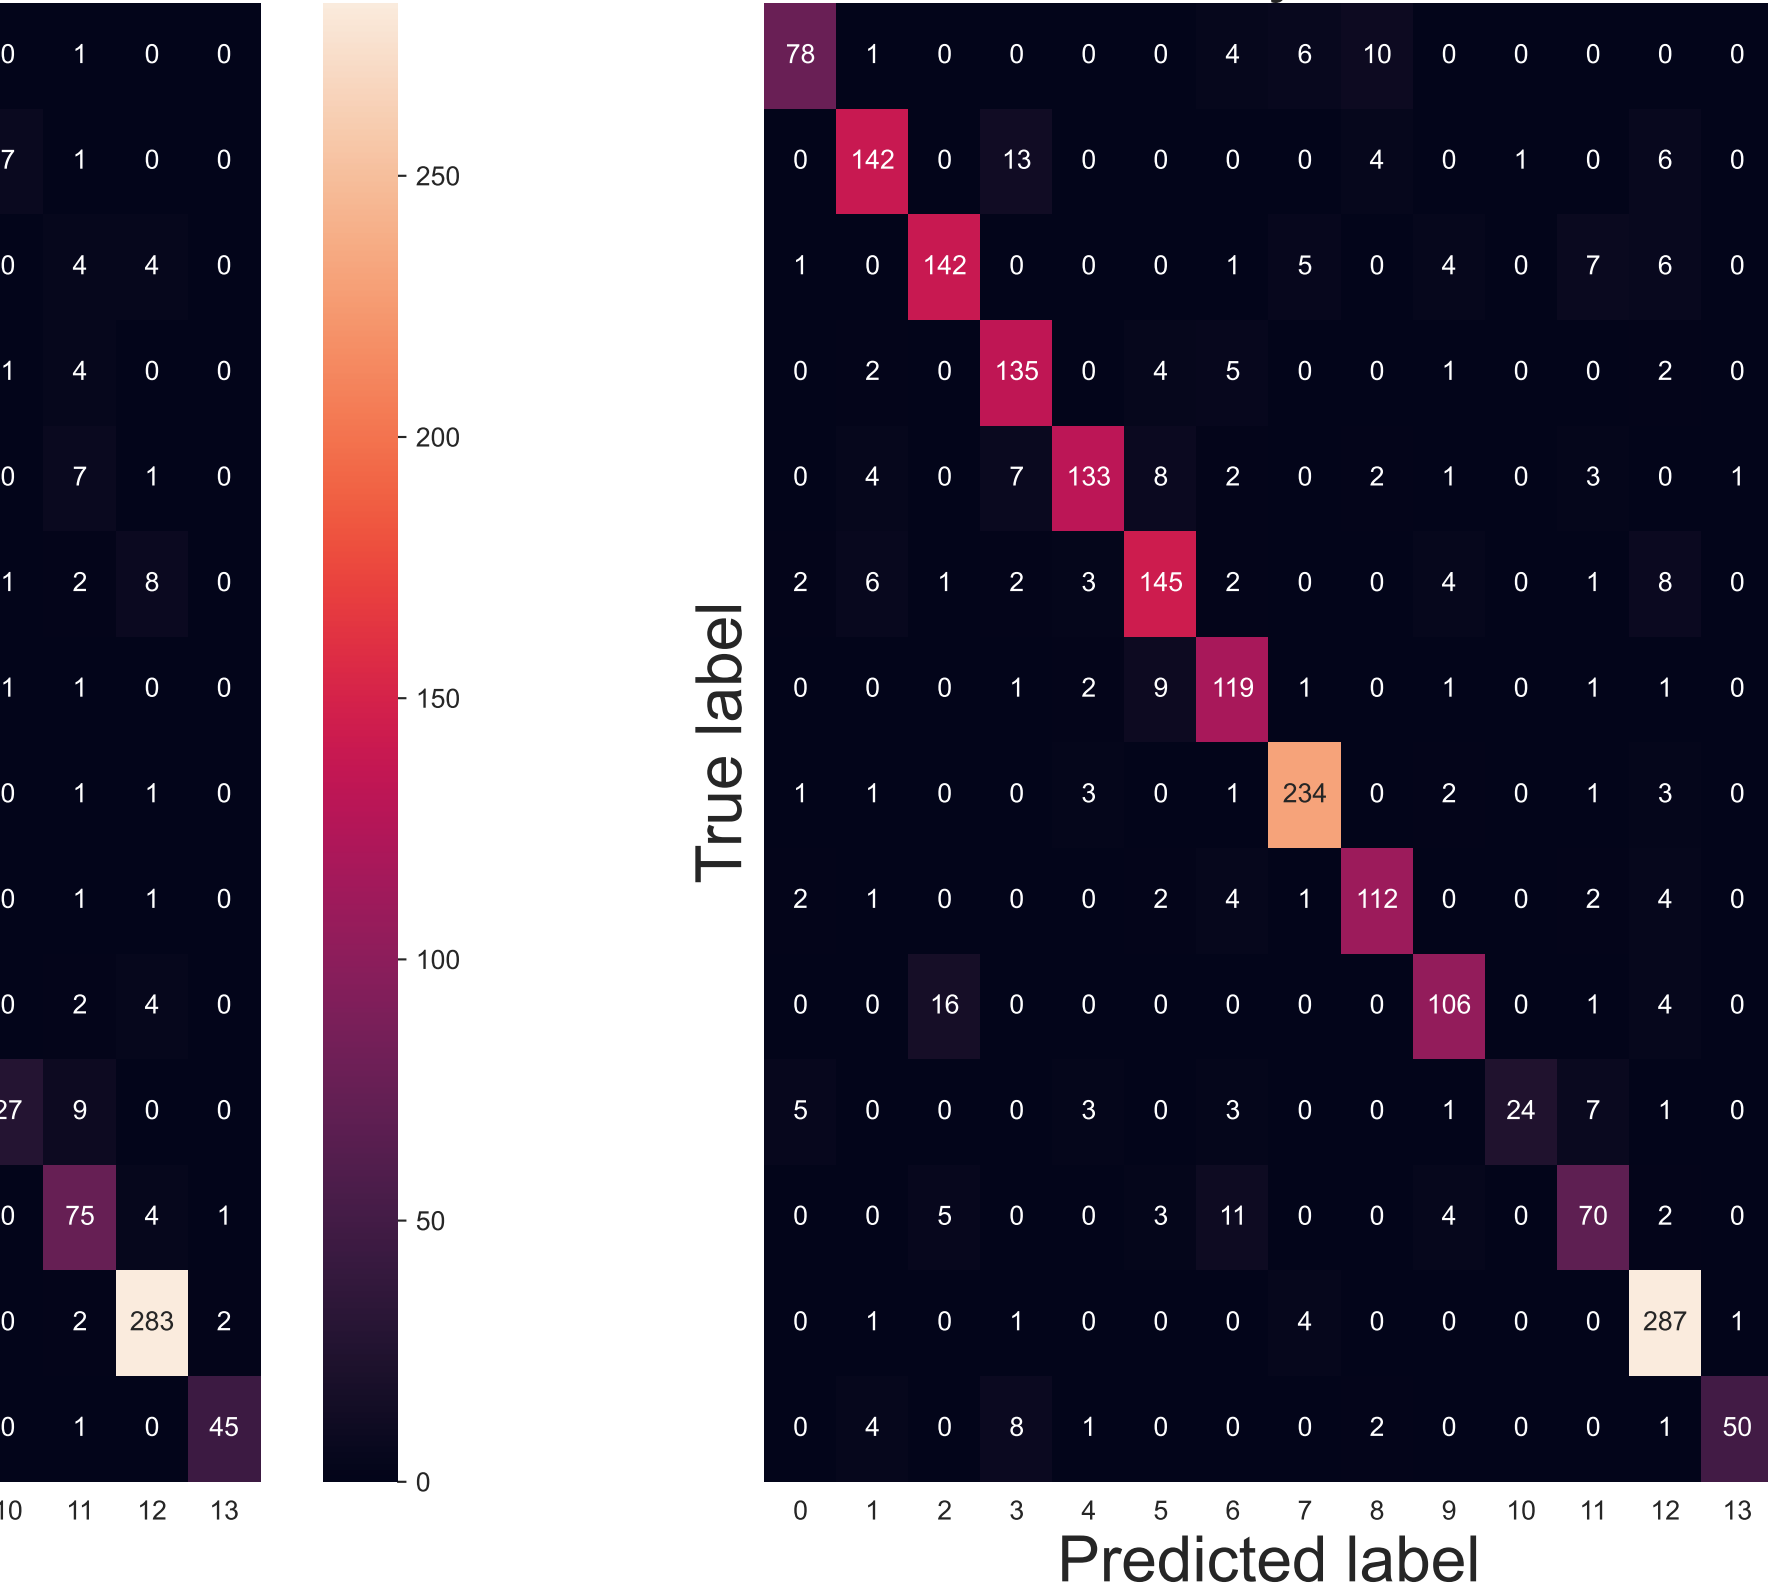 0 1 0 0
7 1 0 0
0 4 4 0
1 4 0 0
0 7 1 0
1 2 8 0
1 1 0 0
0 1 1 0
0 1 1 0
0 2 4 0
27 9 0 0
0 75 4 1
0 2 283 2
0 1 0 45
10 11 12 13
250
200
150
100
50
0
True label
78 1 0 0 0 0 4 6 10 0 0 0 0 0
0 142 0 13 0 0 0 0 4 0 1 0 6 0
1 0 142 0 0 0 1 5 0 4 0 7 6 0
0 2 0 135 0 4 5 0 0 1 0 0 2 0
0 4 0 7 133 8 2 0 2 1 0 3 0 1
2 6 1 2 3 145 2 0 0 4 0 1 8 0
0 0 0 1 2 9 119 1 0 1 0 1 1 0
1 1 0 0 3 0 1 234 0 2 0 1 3 0
2 1 0 0 0 2 4 1 112 0 0 2 4 0
0 0 16 0 0 0 0 0 0 106 0 1 4 0
5 0 0 0 3 0 3 0 0 1 24 7 1 0
0 0 5 0 0 3 11 0 0 4 0 70 2 0
0 1 0 1 0 0 0 4 0 0 0 0 287 1
0 4 0 8 1 0 0 0 2 0 0 0 1 50
0 1 2 3 4 5 6 7 8 9 10 11 12 13
Predicted label